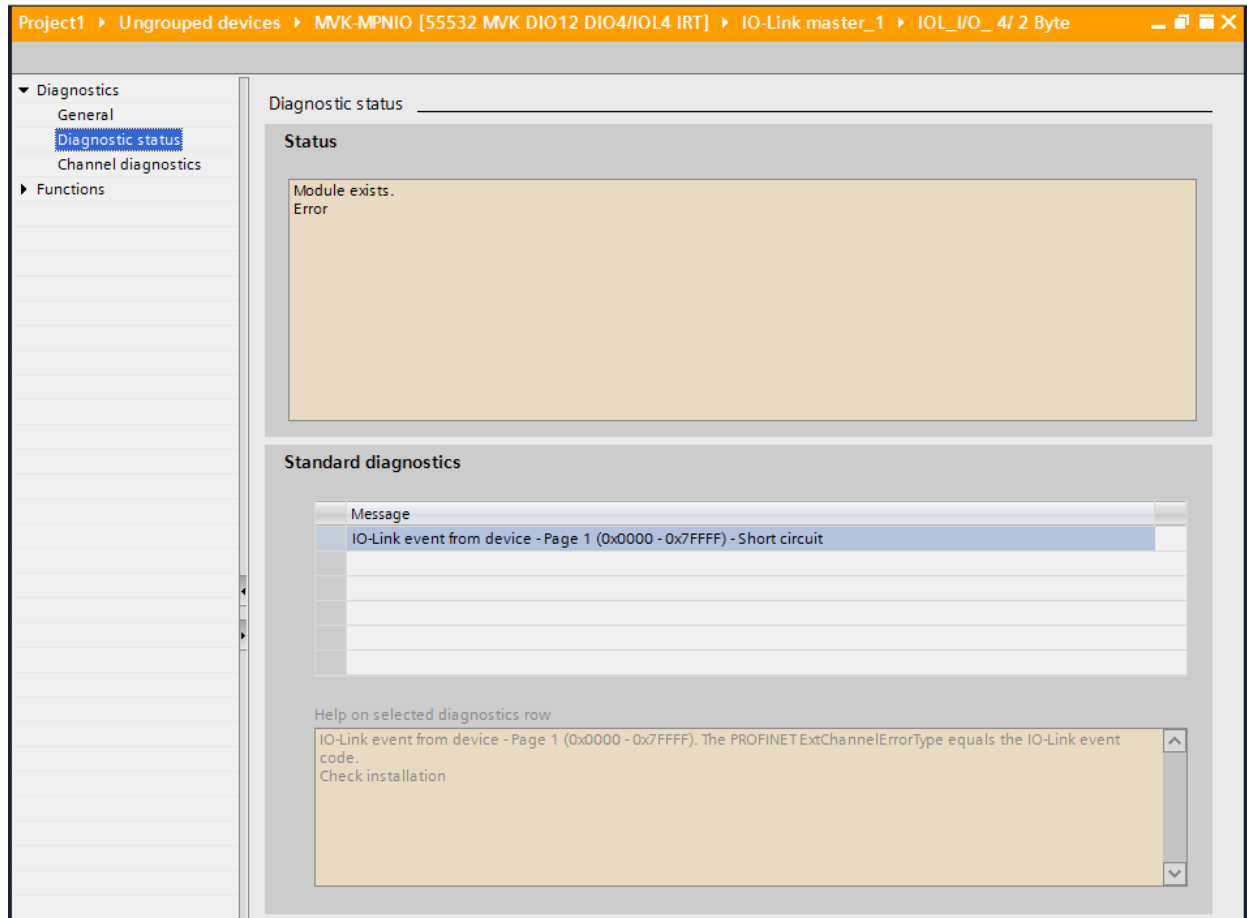 Project1 ▸ Ungrouped devices ▸ MVK-MPNIO [55532 MVK DIO12 DIO4/IOL4 IRT] ▸ IO-Link master_1 ▸ IOL_I/O_ 4/ 2 Byte
Diagnostics
General
Diagnostic status
Channel diagnostics
Functions
Diagnostic status
Status
Module exists.
Error
Standard diagnostics
Message
IO-Link event from device - Page 1 (0x0000 - 0x7FFFF) - Short circuit
Help on selected diagnostics row
IO-Link event from device - Page 1 (0x0000 - 0x7FFFF). The PROFINET ExtChannelErrorType equals the IO-Link event
code.
Check installation